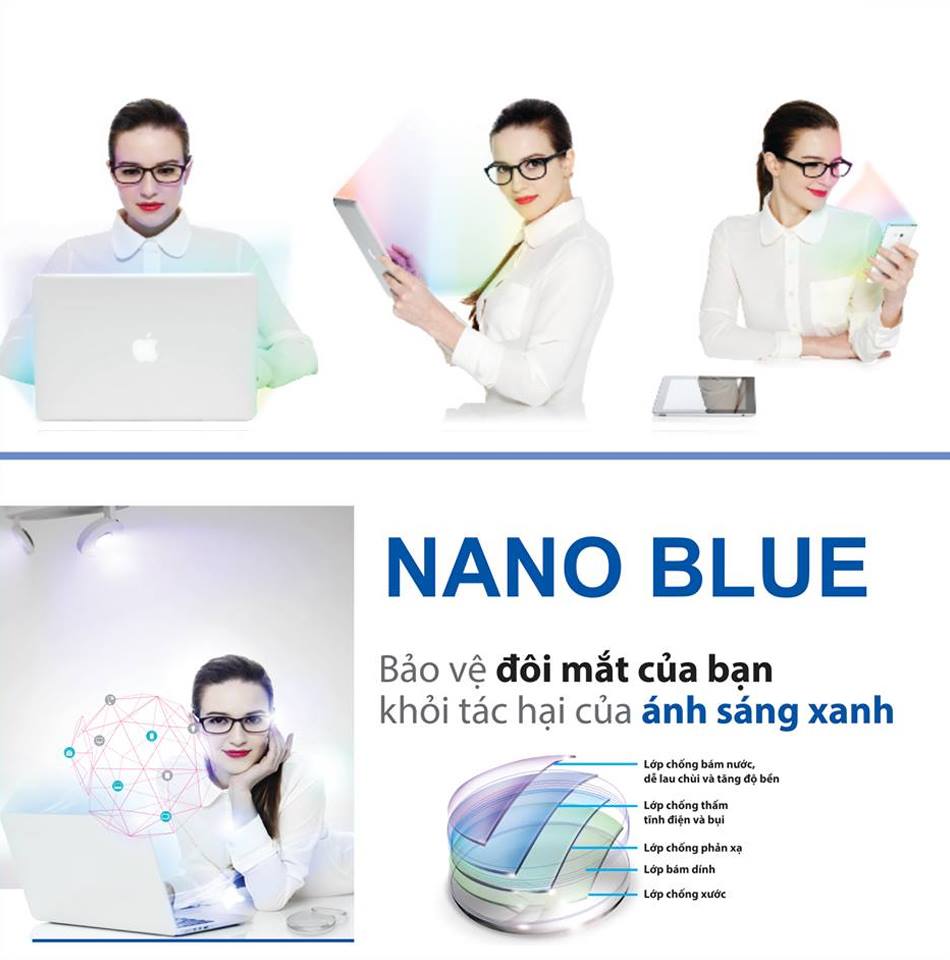 NANO BLUE
Bảo vệ đôi mắt của bạn
khỏi tác hại của ánh sáng xanh
Lớp chống bám nước,
dễ lau chùi và tăng độ bền
Lớp chống thấm
tĩnh điện và bụi
Lớp chống phản xạ
Lớp bám dính
Lớp chống xước